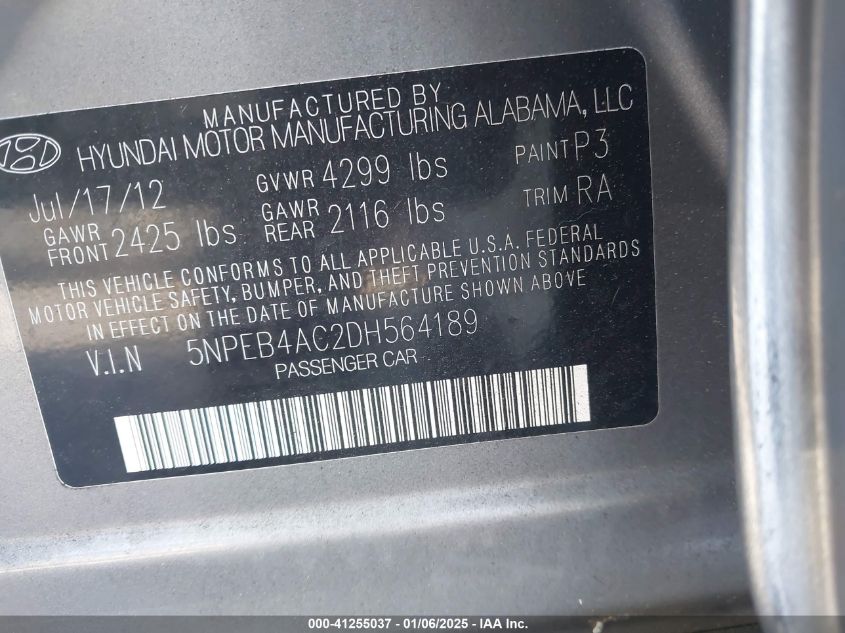 MANUFACTURED BY
HYUNDAI MOTOR MANUFACTURING ALABAMA, LLC
Jul/17/12 GVWR 4299 lbs PAINT P3
GAWR FRONT 2425 lbs GAWR REAR 2116 lbs TRIM RA
THIS VEHICLE CONFORMS TO ALL APPLICABLE U.S.A. FEDERAL
MOTOR VEHICLE SAFETY, BUMPER, AND THEFT PREVENTION STANDARDS
IN EFFECT ON THE DATE OF MANUFACTURE SHOWN ABOVE
V.I.N 5NPEB4AC2DH564189
PASSENGER CAR
000-41255037 - 01/06/2025 - IAA Inc.